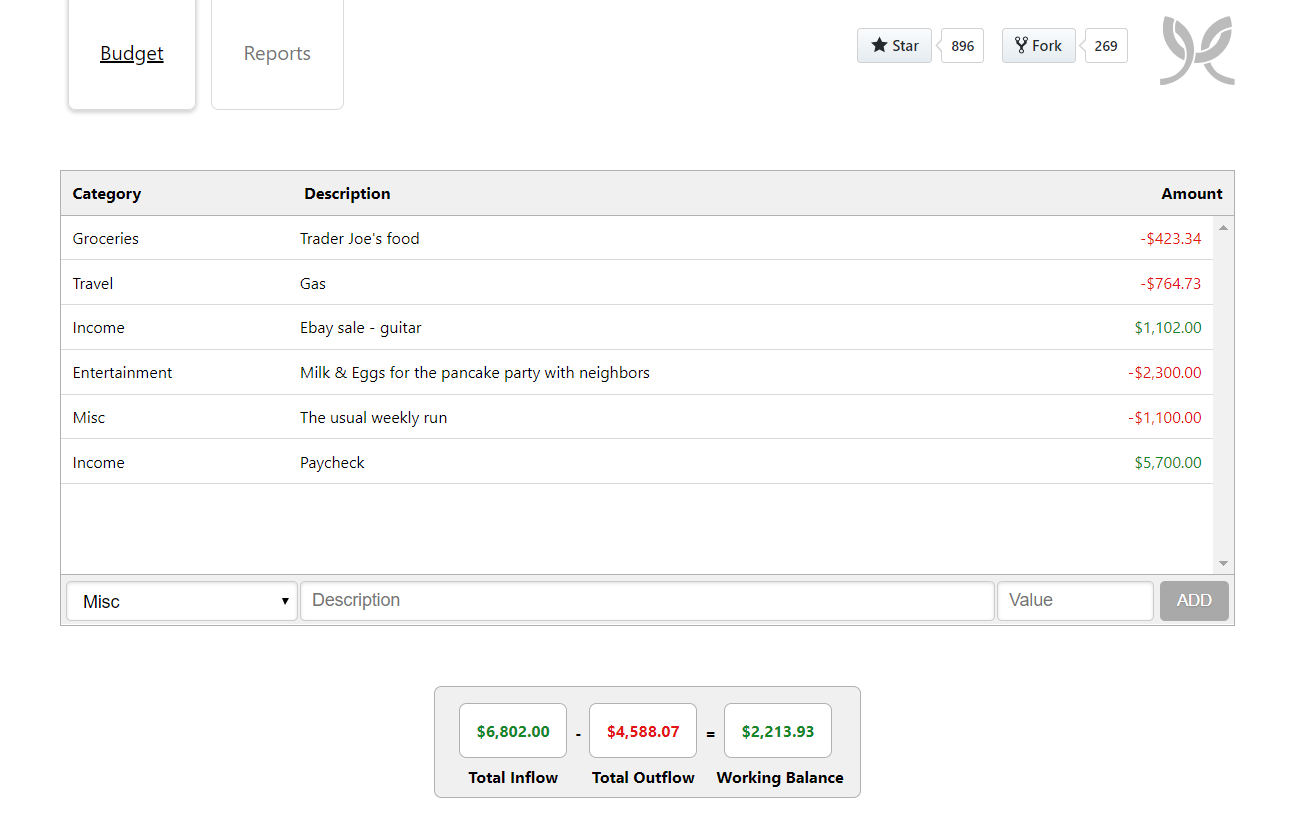 Budget Reports Star 896 Fork 269
Category Description Amount
Groceries Trader Joe's food -$423.34
Travel Gas -$764.73
Income Ebay sale - guitar $1,102.00
Entertainment Milk & Eggs for the pancake party with neighbors -$2,300.00
Misc The usual weekly run -$1,100.00
Income Paycheck $5,700.00
Misc Description Value ADD
$6,802.00 - $4,588.07 = $2,213.93
Total Inflow Total Outflow Working Balance